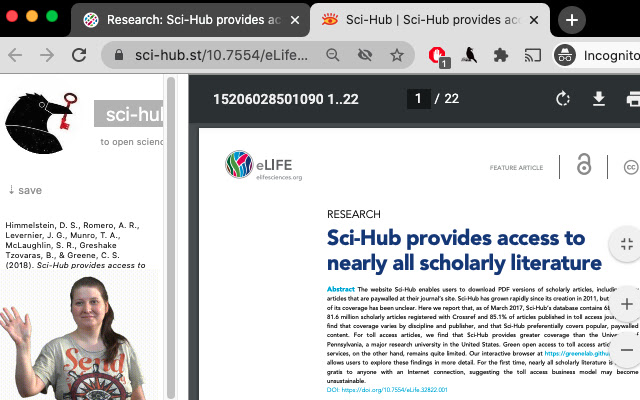 Research: Sci-Hub provides ac
Sci-Hub | Sci-Hub provides acc
sci-hub.st/10.7554/eLife...
1
Incognito
15206028501090 1..22
1 / 22
sci-hub
to open scienc
↓ save
Himmelstein, D. S., Romero, A. R.,
Levernier, J. G., Munro, T. A.,
McLaughlin, S. R., Greshake
Tzovaras, B., & Greene, C. S.
(2018). Sci-Hub provides access to
Send
eLIFE
elifesciences.org
FEATURE ARTICLE
cc
RESEARCH
Sci-Hub provides access to
nearly all scholarly literature
Abstract The website Sci-Hub enables users to download PDF versions of scholarly articles, includin
articles that are paywalled at their journal's site. Sci-Hub has grown rapidly since its creation in 2011, but
of its coverage has been unclear. Here we report that, as of March 2017, Sci-Hub's database contains 6
81.6 million scholarly articles registered with Crossref and 85.1% of articles published in toll access jou
find that coverage varies by discipline and publisher, and that Sci-Hub preferentially covers popular, paywalled
content. For toll access articles, we find that Sci-Hub provides greater coverage than the Univer
Pennsylvania, a major research university in the United States. Green open access to toll access artic
services, on the other hand, remains quite limited. Our interactive browser at https://greenelab.githu
allows users to explore these findings in more detail. For the first time, nearly all scholarly literature is
gratis to anyone with an Internet connection, suggesting the toll access business model may become
unsustainable.
DOI: https://doi.org/10.7554/eLife.32822.001